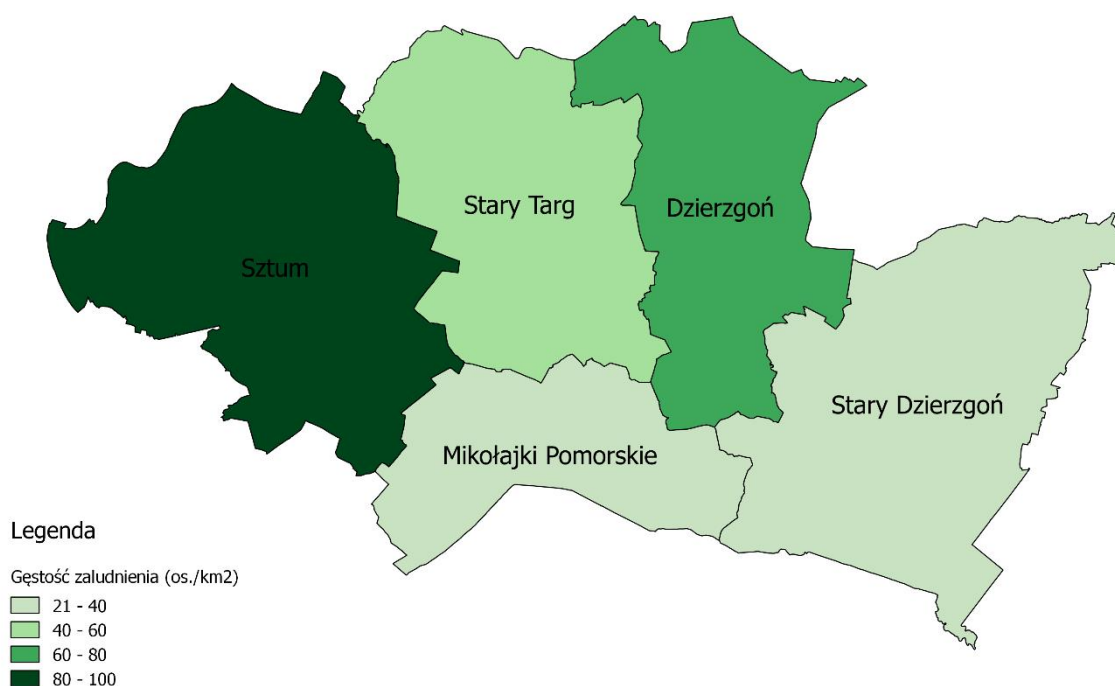 Stary Targ
Dzierzgoń
Sztum
Stary Dzierzgoń
Mikołajki Pomorskie
Legenda
Gęstość zaludnienia (os./km2)
21 - 40
40 - 60
60 - 80
80 - 100